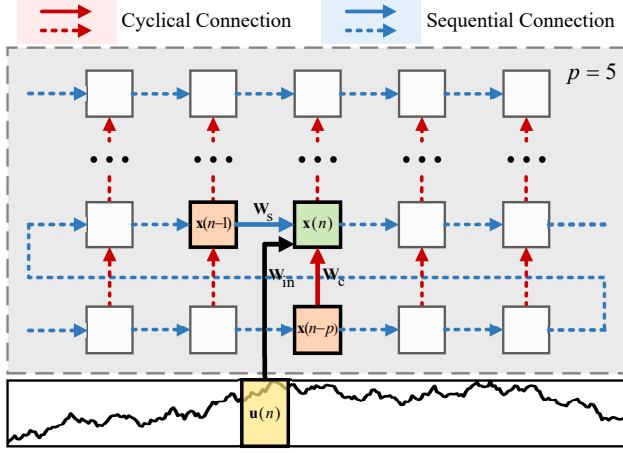 Cyclical Connection Sequential Connection
p = 5
••• ••• ••• ••• •••
W_s
x(n−1) x(n)
W_in W_c
x(n−p)
u(n)